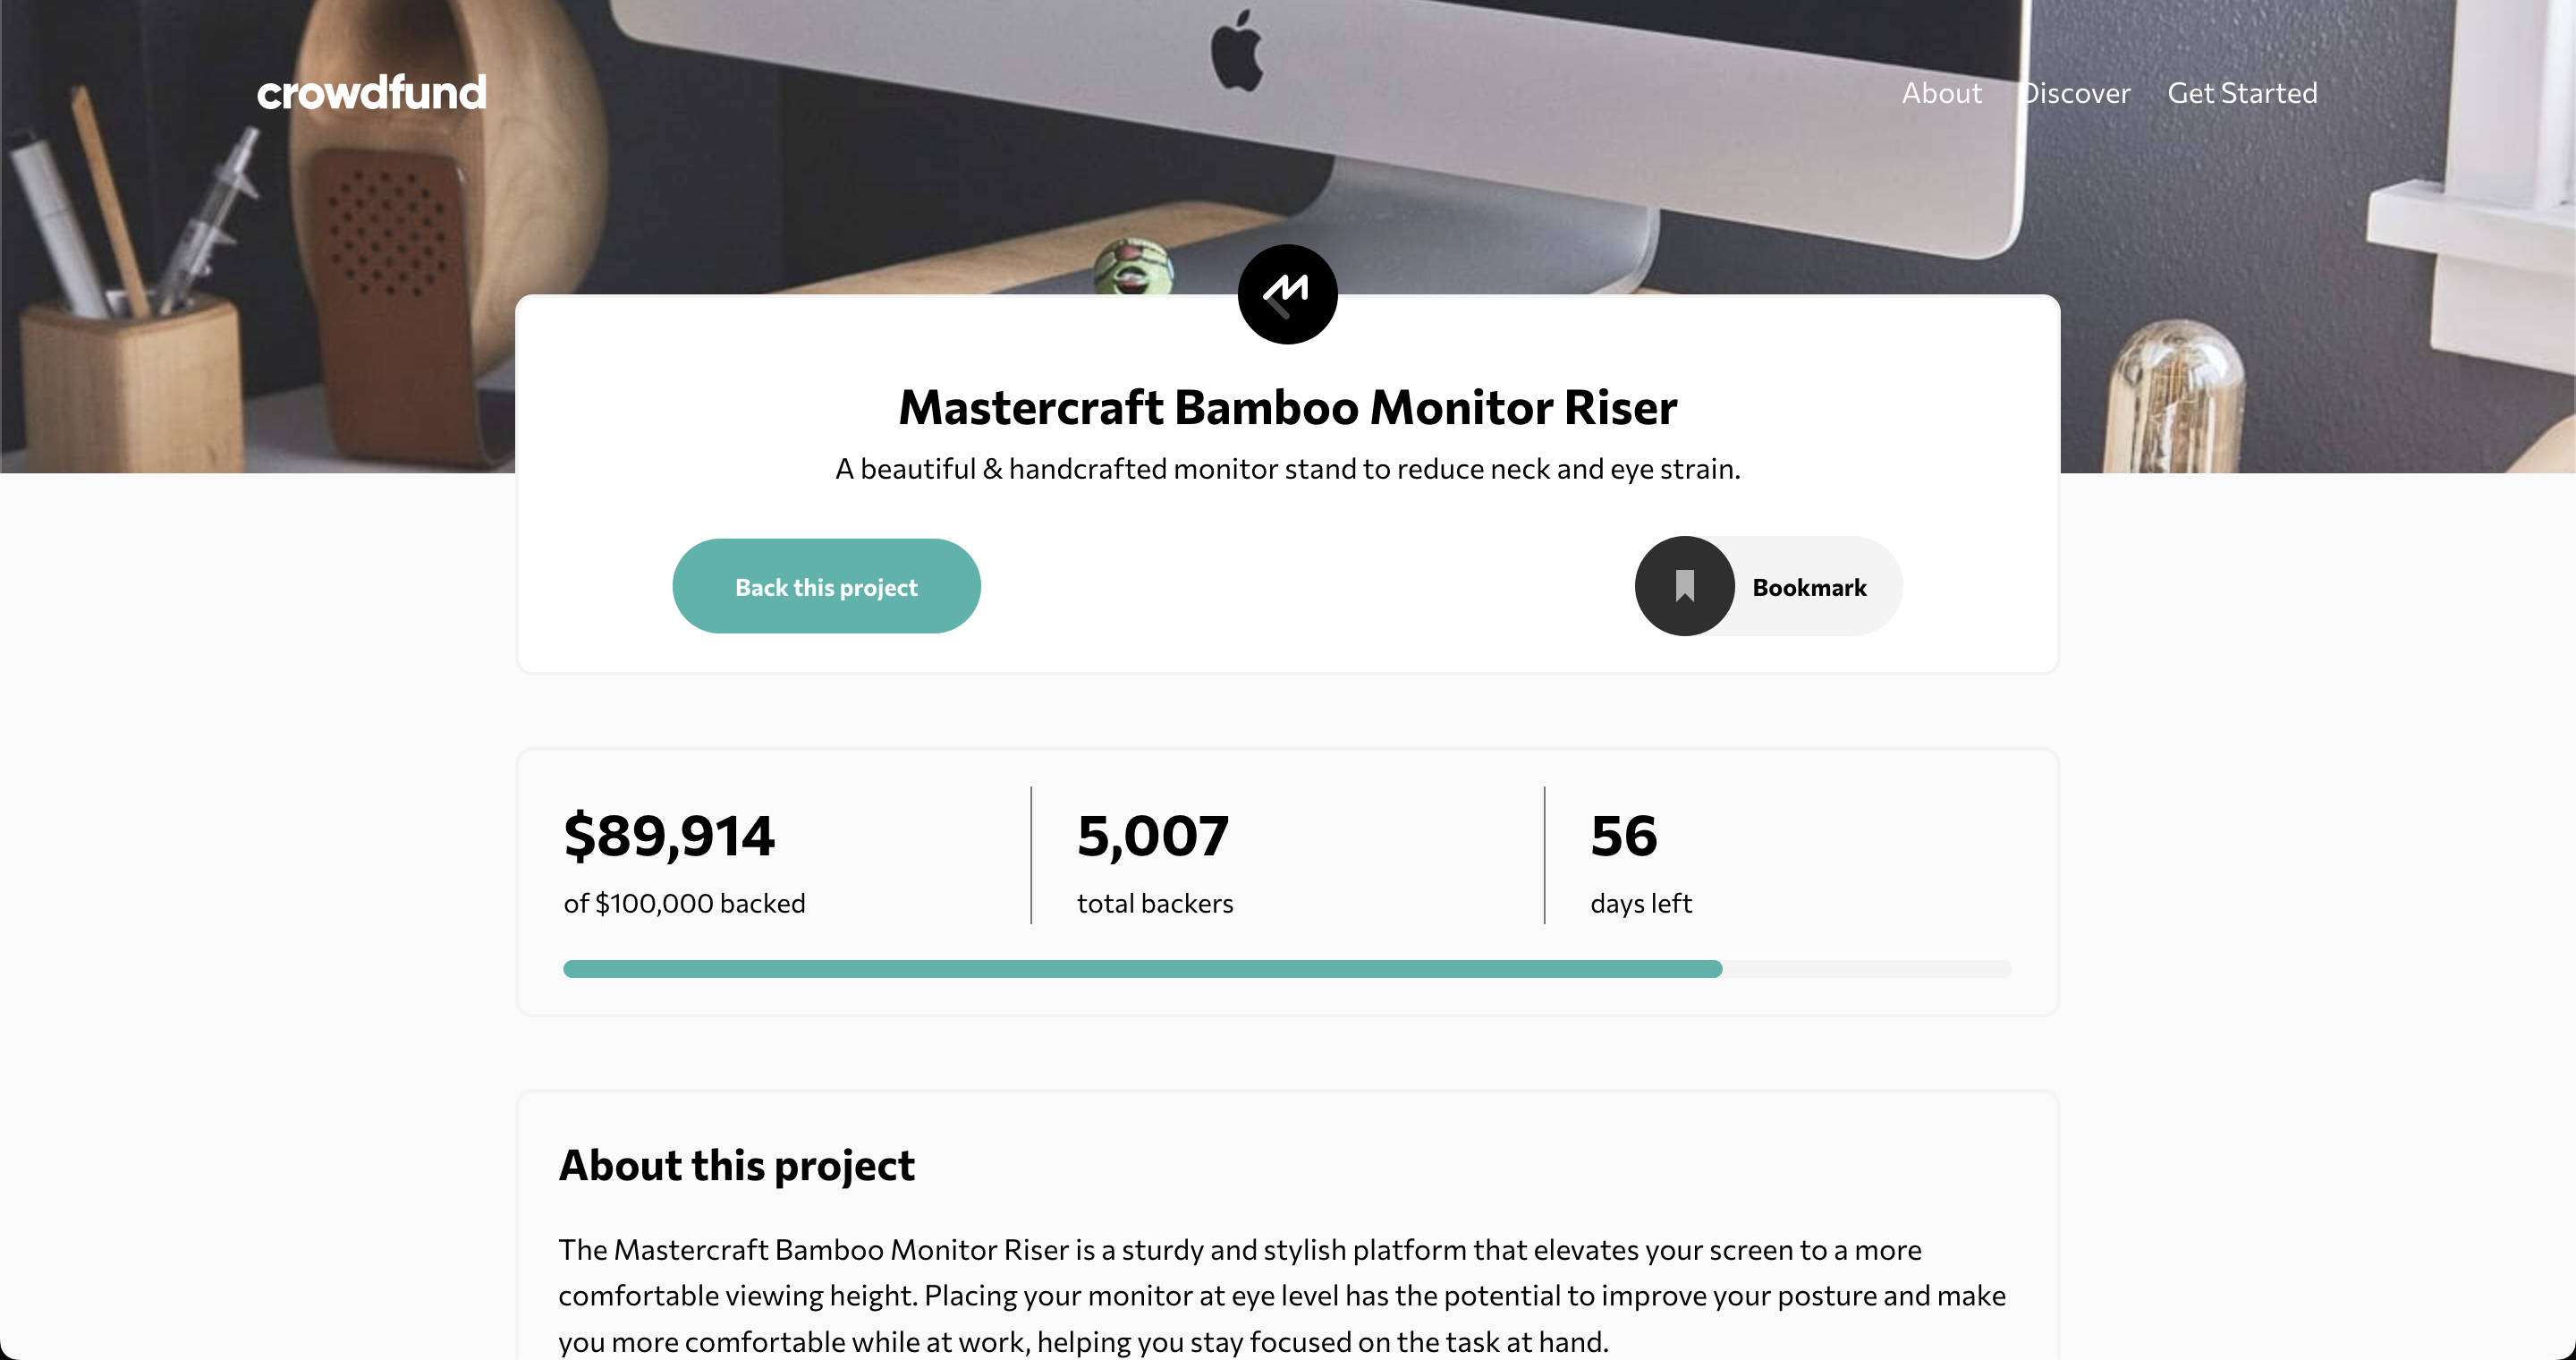 crowdfund
About Discover Get Started
Mastercraft Bamboo Monitor Riser
A beautiful & handcrafted monitor stand to reduce neck and eye strain.
Back this project
Bookmark
$89,914
of $100,000 backed
5,007
total backers
56
days left
About this project
The Mastercraft Bamboo Monitor Riser is a sturdy and stylish platform that elevates your screen to a more
comfortable viewing height. Placing your monitor at eye level has the potential to improve your posture and make
you more comfortable while at work, helping you stay focused on the task at hand.